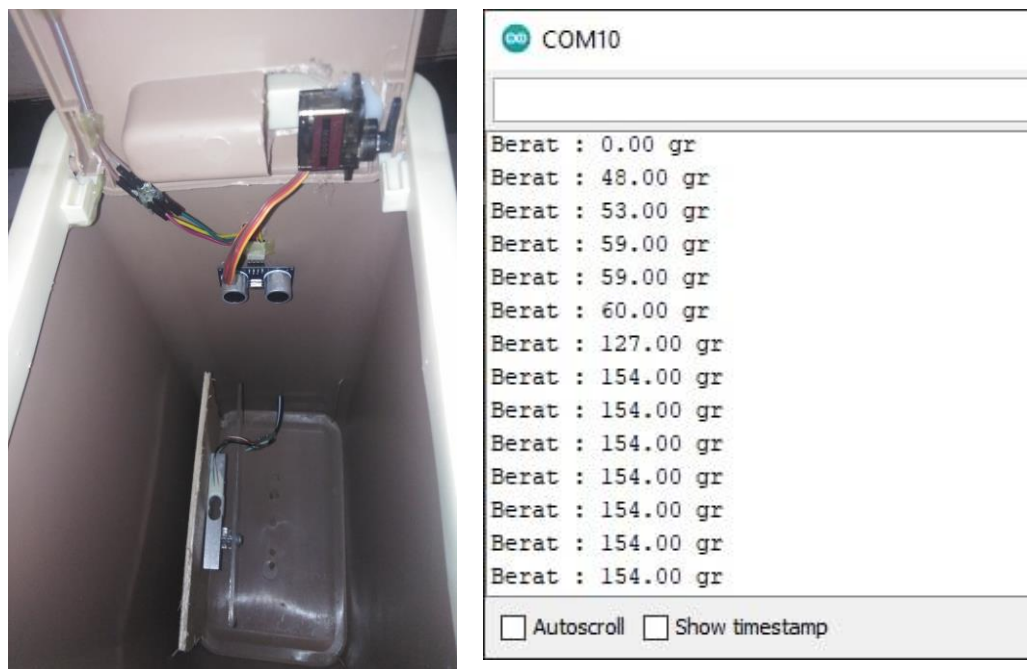 COM10
Berat : 0.00 gr
Berat : 48.00 gr
Berat : 53.00 gr
Berat : 59.00 gr
Berat : 59.00 gr
Berat : 60.00 gr
Berat : 127.00 gr
Berat : 154.00 gr
Berat : 154.00 gr
Berat : 154.00 gr
Berat : 154.00 gr
Berat : 154.00 gr
Berat : 154.00 gr
Berat : 154.00 gr
Autoscroll Show timestamp